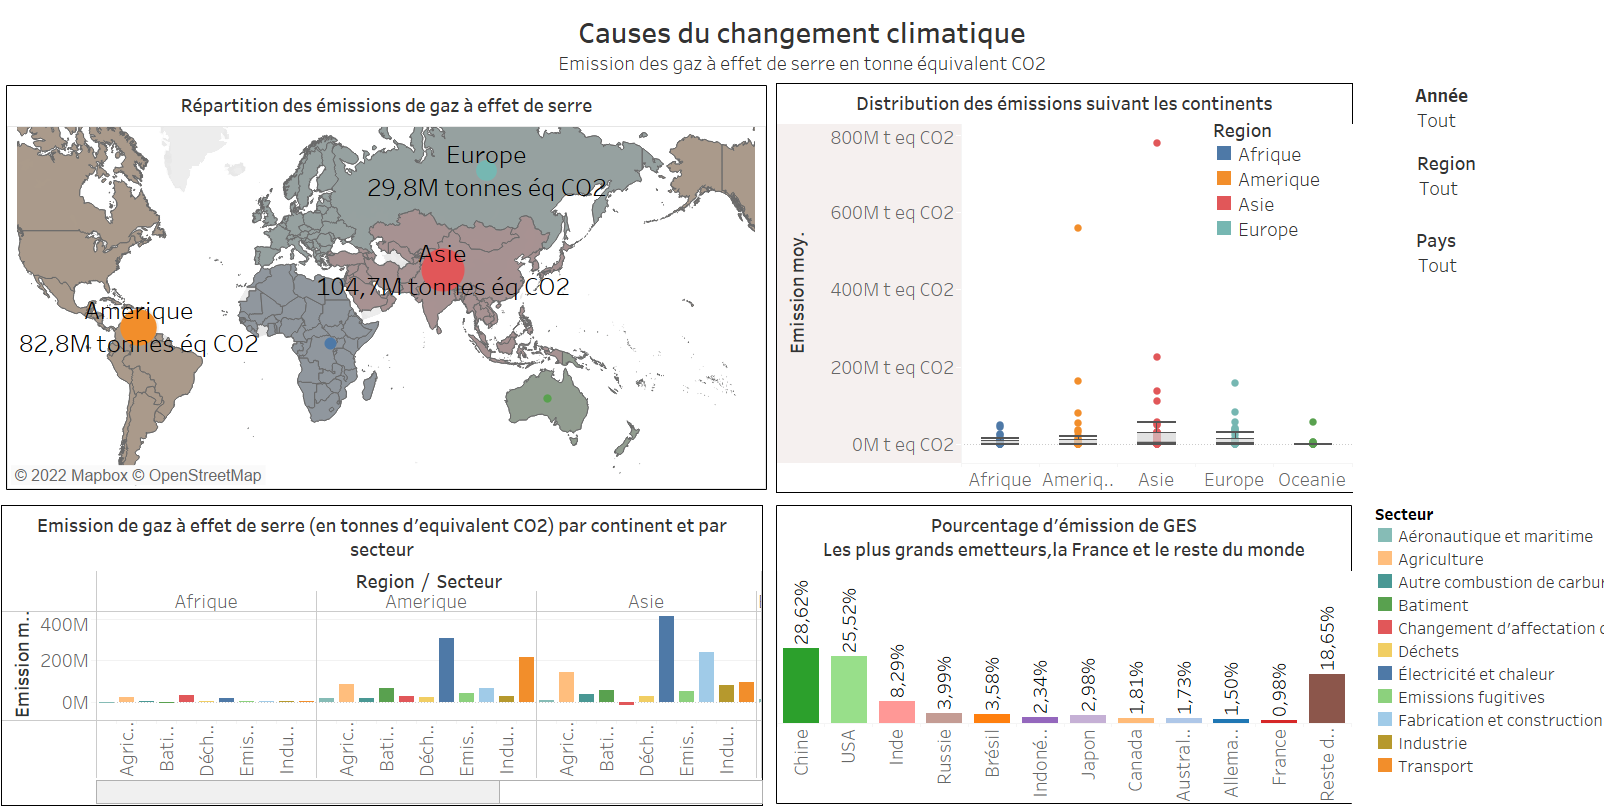 Causes du changement climatique
Emission des gaz à effet de serre en tonne équivalent CO2
Répartition des émissions de gaz à effet de serre
Europe
29,8M tonnes éq CO2
Asie
104,7M tonnes éq CO2
Amerique
82,8M tonnes éq CO2
© 2022 Mapbox © OpenStreetMap
Distribution des émissions suivant les continents
Emission moy.
800M t eq CO2
600M t eq CO2
400M t eq CO2
200M t eq CO2
0M t eq CO2
Region
Afrique
Amerique
Asie
Europe
Afrique Ameriq.. Asie Europe Oceanie
Année
Tout
Region
Tout
Pays
Tout
Emission de gaz à effet de serre (en tonnes d'equivalent CO2) par continent et par
secteur
Region / Secteur
Afrique Amerique Asie
Emission m..
400M
200M
0M
Agric.. Bati.. Déch.. Emis.. Indu.. Agric.. Bati.. Déch.. Emis.. Indu.. Agric.. Bati.. Déch.. Emis.. Indu..
Pourcentage d'émission de GES
Les plus grands emetteurs,la France et le reste du monde
28,62% 25,52% 8,29% 3,99% 3,58% 2,34% 2,98% 1,81% 1,73% 1,50% 0,98% 18,65%
Chine USA Inde Russie Brésil Indoné.. Japon Canada Austral.. Allema.. France Reste d..
Secteur
Aéronautique et maritime
Agriculture
Autre combustion de carbur
Batiment
Changement d'affectation d
Déchets
Électricité et chaleur
Emissions fugitives
Fabrication et construction
Industrie
Transport